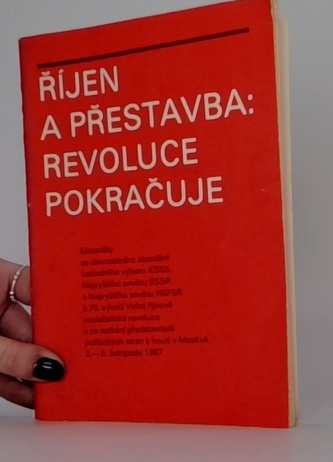 ŘÍJEN
A PŘESTAVBA:
REVOLUCE
POKRAČUJE
Materiály
ze slavnostního zasedání
ústředního výboru KSSS,
Nejvyššího sovětu SSSR
a Nejvyššího sovětu RSFSR
k 70. výročí Velké říjnové
socialistické revoluce
a ze setkání představitelů
politických stran a hnutí v Moskvě
2. – 5. listopadu 1987